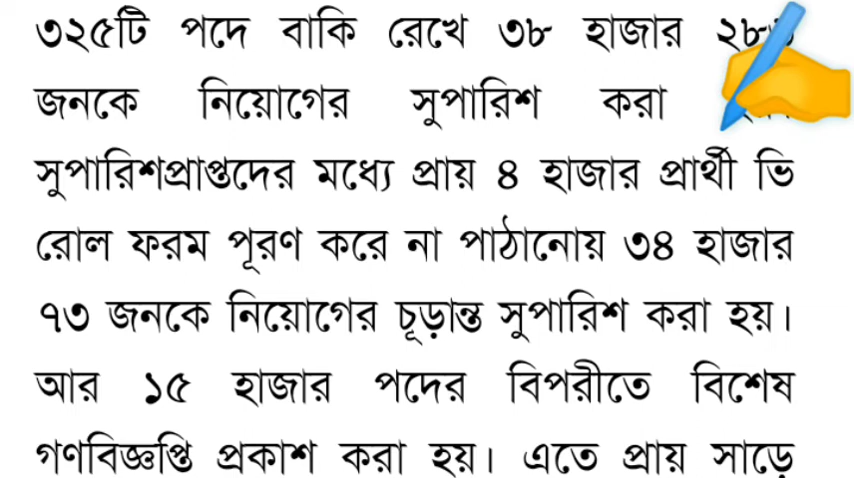 ৩২৫টি পদে বাকি রেখে ৩৮ হাজার
জনকে নিয়োগের সুপারিশ করা
সুপারিশপ্রাপ্তদের মধ্যে প্রায় ৪ হাজার প্রার্থী ভি
রোল ফরম পূরণ করে না পাঠানোয় ৩৪ হাজার
৭৩ জনকে নিয়োগের চূড়ান্ত সুপারিশ করা হয়।
আর ১৫ হাজার পদের বিপরীতে বিশেষ
গণবিজ্ঞপ্তি প্রকাশ করা হয়। এতে প্রায় সাড়ে